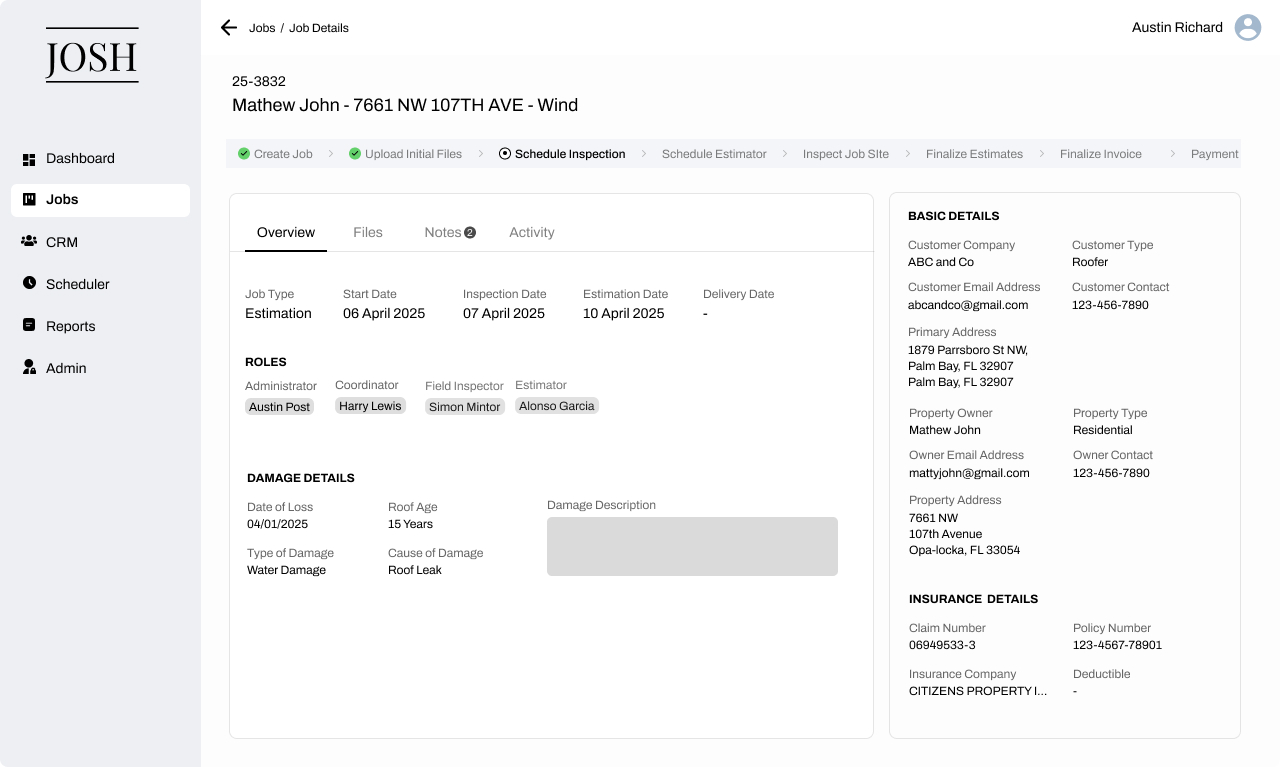 JOSH
Jobs / Job Details
Austin Richard
25-3832
Mathew John - 7661 NW 107TH AVE - Wind
Dashboard
Jobs
CRM
Scheduler
Reports
Admin
Create Job
Upload Initial Files
Schedule Inspection
Schedule Estimator
Inspect Job SIte
Finalize Estimates
Finalize Invoice
Payment
Overview
Files
Notes 2
Activity
Job Type
Estimation
Start Date
06 April 2025
Inspection Date
07 April 2025
Estimation Date
10 April 2025
Delivery Date
-
ROLES
Administrator
Austin Post
Coordinator
Harry Lewis
Field Inspector
Simon Mintor
Estimator
Alonso Garcia
DAMAGE DETAILS
Date of Loss
04/01/2025
Roof Age
15 Years
Type of Damage
Water Damage
Cause of Damage
Roof Leak
Damage Description
BASIC DETAILS
Customer Company
ABC and Co
Customer Type
Roofer
Customer Email Address
abcandco@gmail.com
Customer Contact
123-456-7890
Primary Address
1879 Parrsboro St NW,
Palm Bay, FL 32907
Palm Bay, FL 32907
Property Owner
Mathew John
Property Type
Residential
Owner Email Address
mattyjohn@gmail.com
Owner Contact
123-456-7890
Property Address
7661 NW
107th Avenue
Opa-locka, FL 33054
INSURANCE DETAILS
Claim Number
06949533-3
Policy Number
123-4567-78901
Insurance Company
CITIZENS PROPERTY I...
Deductible
-